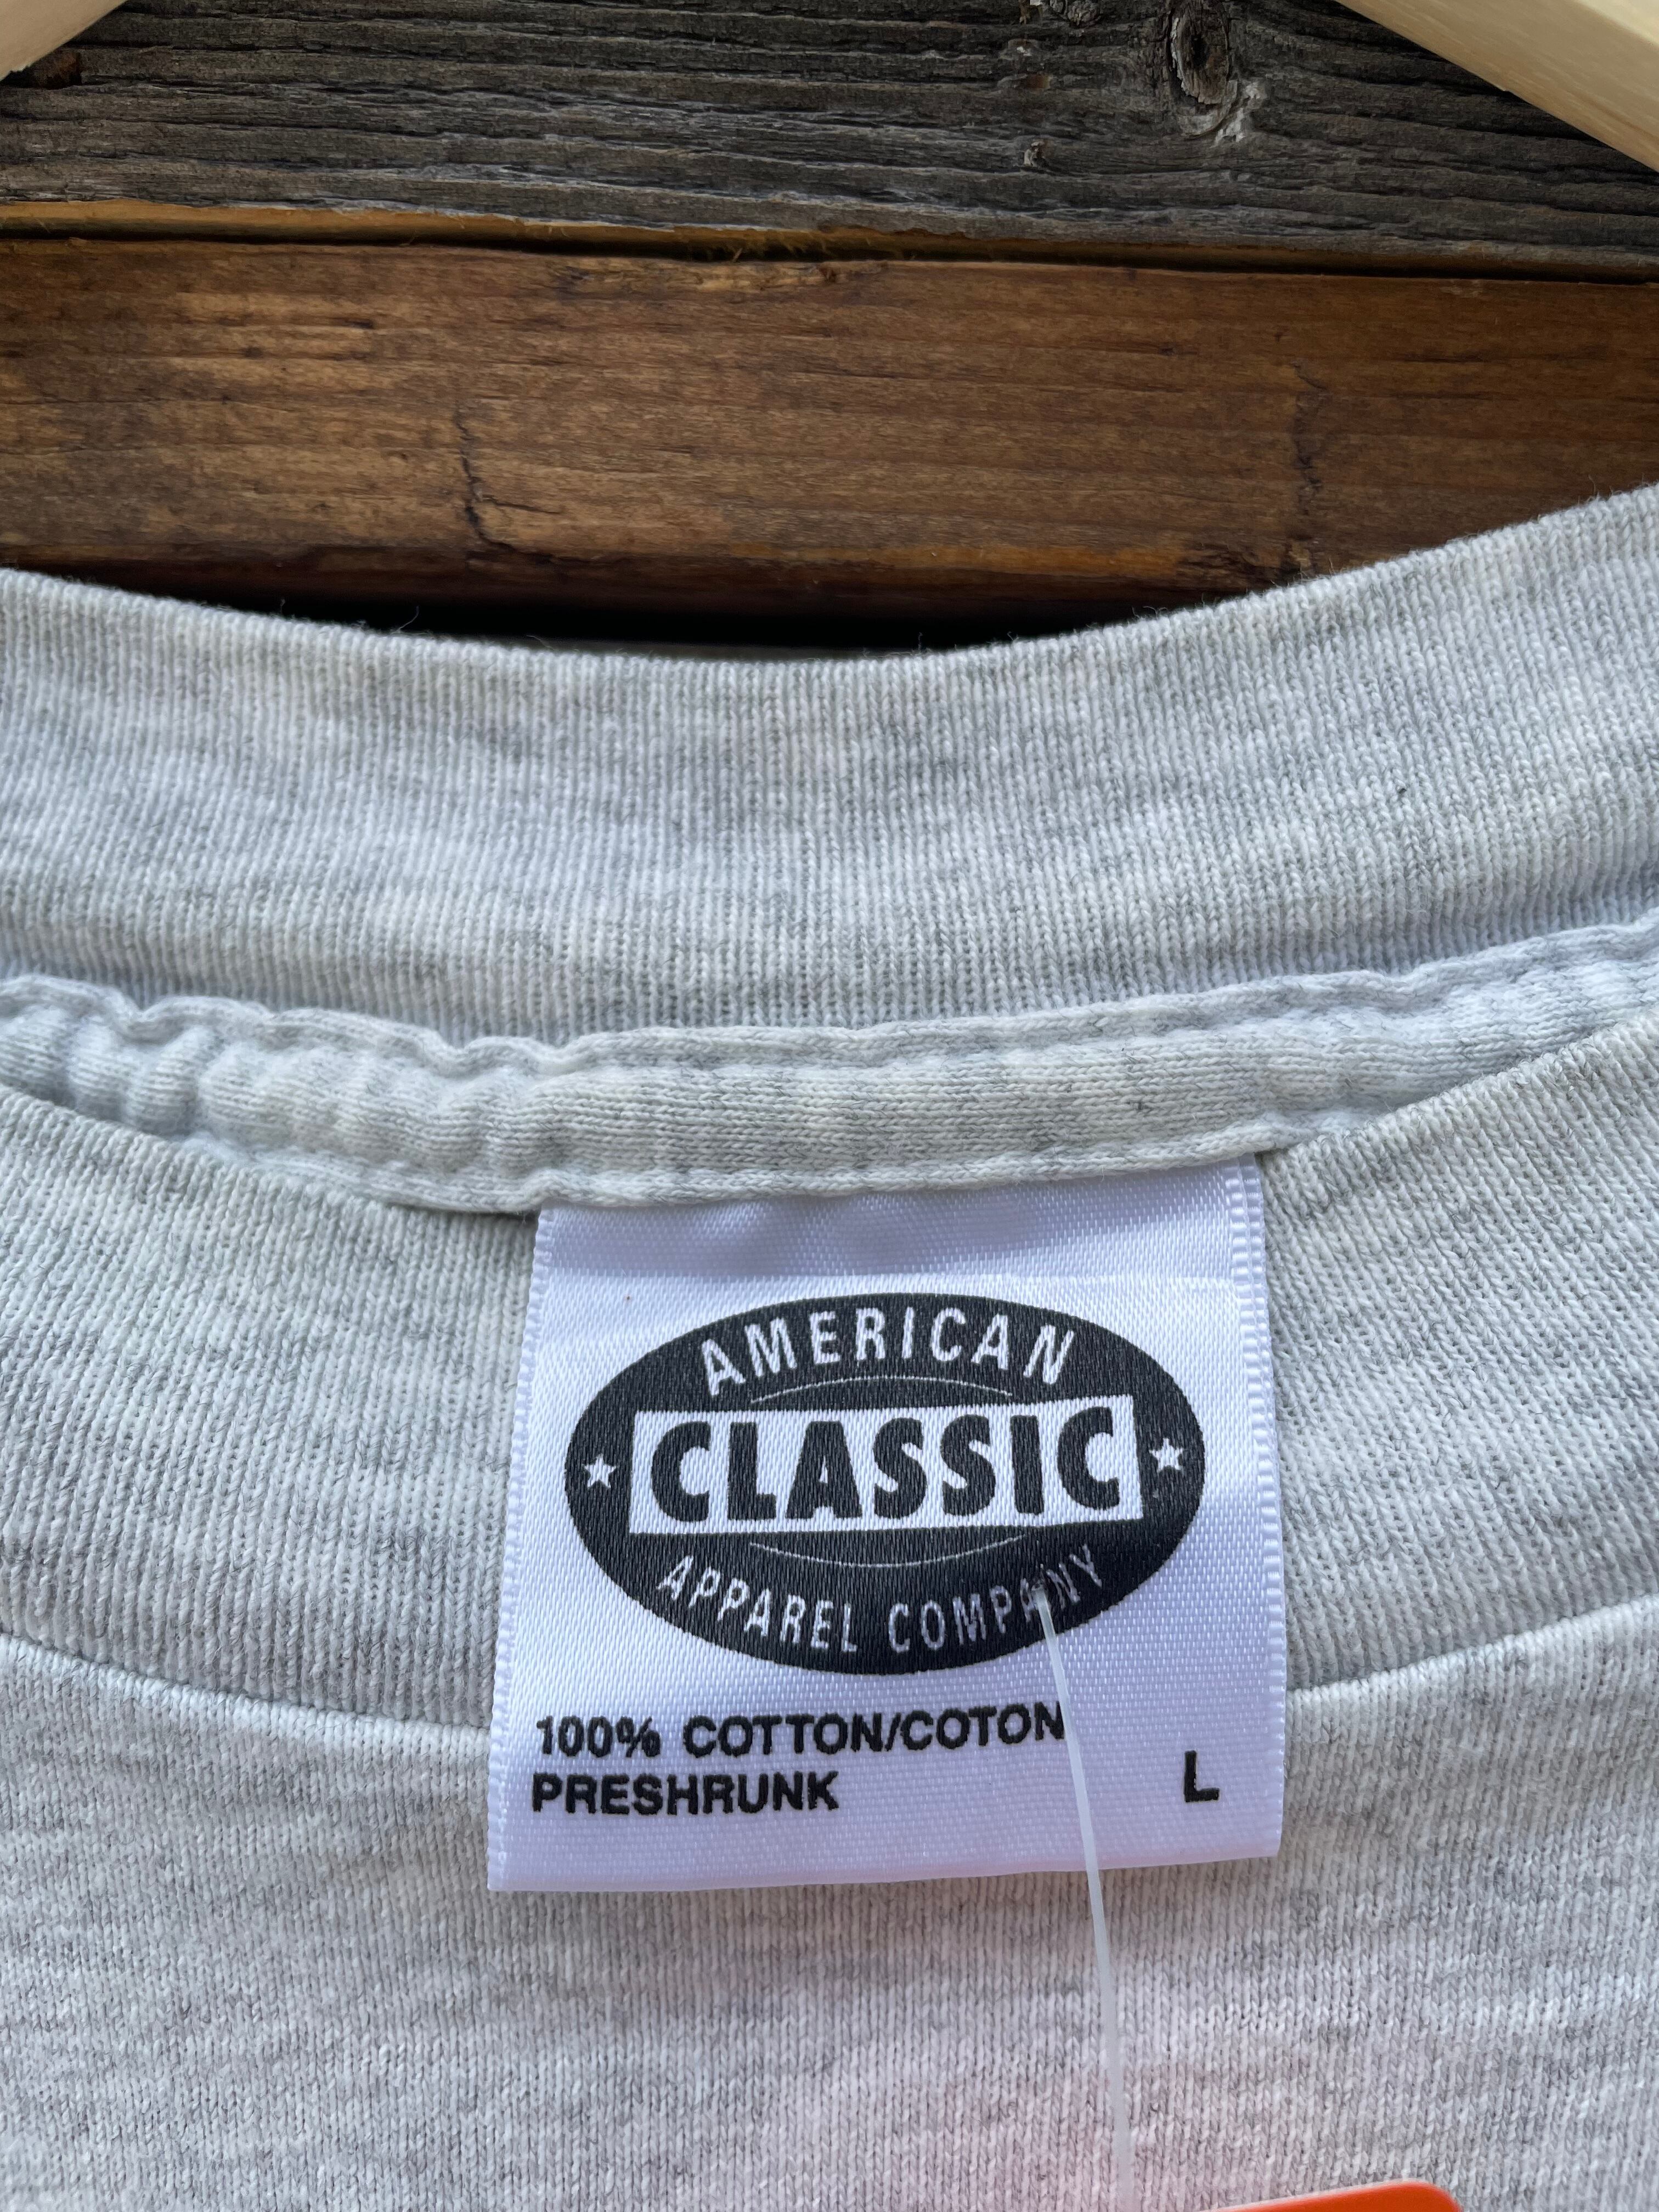 AMERICAN
CLASSIC
APPAREL COMPANY
100% COTTON/COTON
PRESHRUNK
L